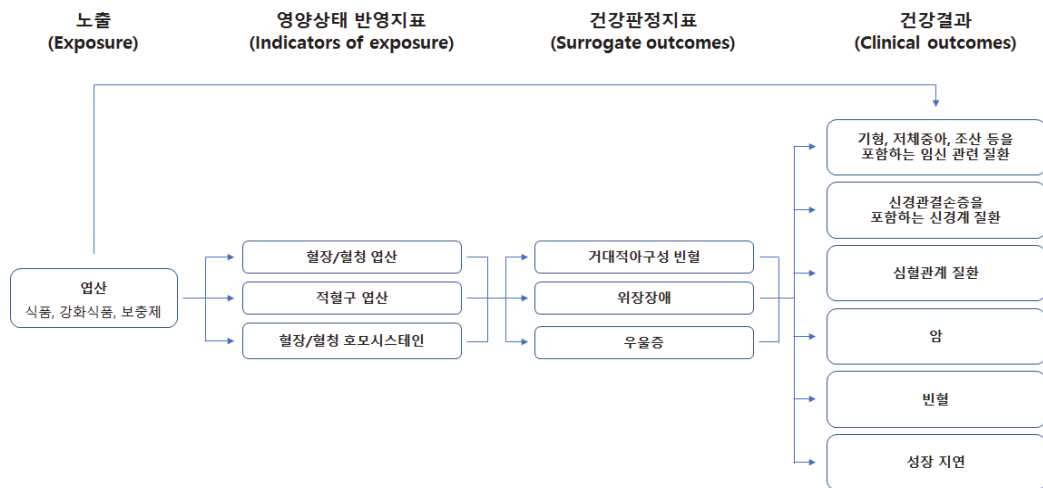 노출
(Exposure)
영양상태 반영지표
(Indicators of exposure)
건강판정지표
(Surrogate outcomes)
건강결과
(Clinical outcomes)
엽산
식품, 강화식품, 보충제
혈장/혈청 엽산
적혈구 엽산
혈장/혈청 호모시스테인
거대적아구성 빈혈
위장장애
우울증
기형, 저체중아, 조산 등을
포함하는 임신 관련 질환
신경관결손증을
포함하는 신경계 질환
심혈관계 질환
암
빈혈
성장 지연